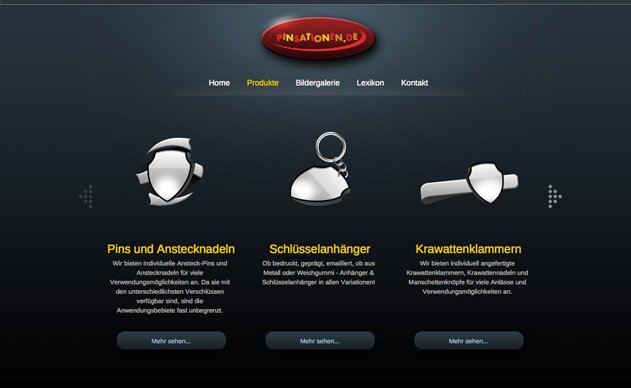 PINSATIONEN.DE
Home Produkte Bildergalerie Lexikon Kontakt
Pins und Anstecknadeln
Wir bieten individuelle Ansteck-Pins und
Anstecknadeln für viele
Verwendungsmöglichkeiten an. Da sie mit
den unterschiedlichsten Verschlüssen
verfügbar sind, sind die
Anwendungsbebiete fast unbegrenzt.
Mehr sehen...
Schlüsselanhänger
Ob bedruckt, geprägt, emailliert, ob aus
Metall oder Weichgummi - Anhänger &
Schlüsselanhänger in allen Variationen!
Mehr sehen...
Krawattenklammern
Wir bieten individuell angefertigte
Krawattenklammern, Krawattennadeln und
Manschettenknöpfe für viele Anlässe und
Verwendungsmöglichkeiten an.
Mehr sehen...